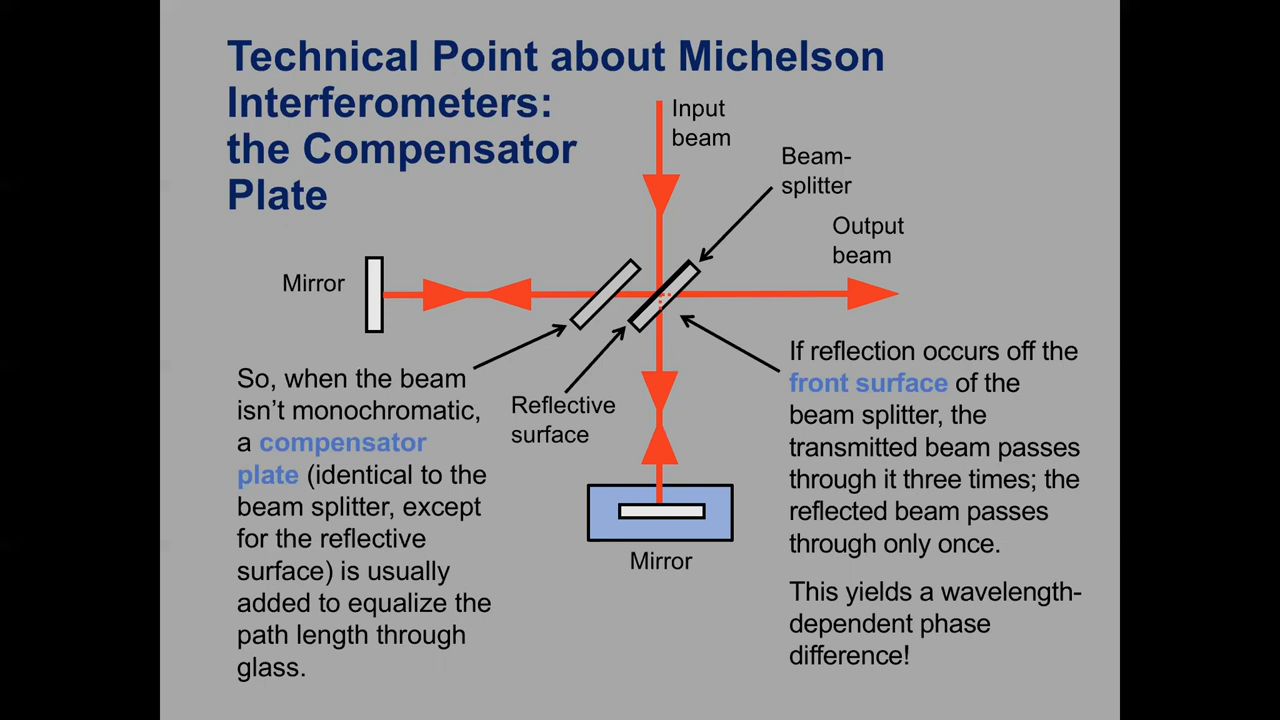 Technical Point about Michelson
Interferometers:
the Compensator
Plate
Input
beam
Beam-
splitter
Output
beam
Mirror
So, when the beam
isn’t monochromatic,
a compensator
plate (identical to the
beam splitter, except
for the reflective
surface) is usually
added to equalize the
path length through
glass.
Reflective
surface
Mirror
If reflection occurs off the
front surface of the
beam splitter, the
transmitted beam passes
through it three times; the
reflected beam passes
through only once.
This yields a wavelength-
dependent phase
difference!